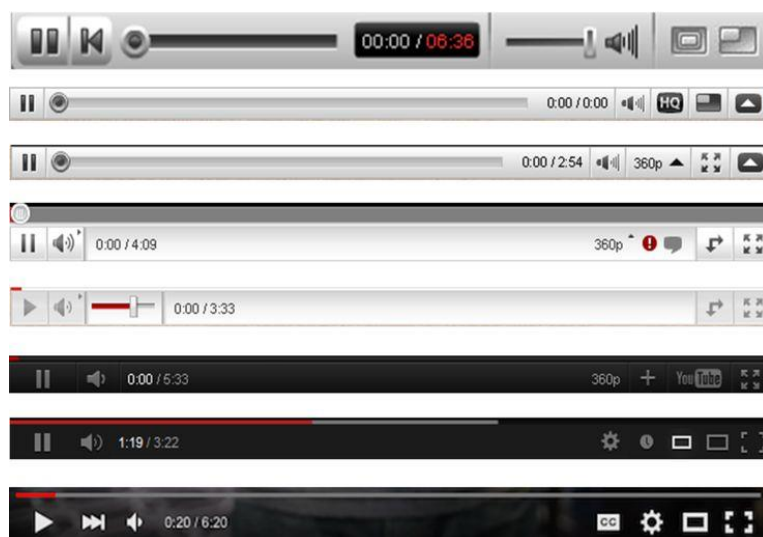 00:00 / 06:36
0:00 / 0:00 HQ
0:00 / 2:54 360p
0:00 / 4:09 360p
0:00 / 3:33
0:00 / 5:33 360p YouTube
1:19 / 3:22
0:20 / 6:20 CC